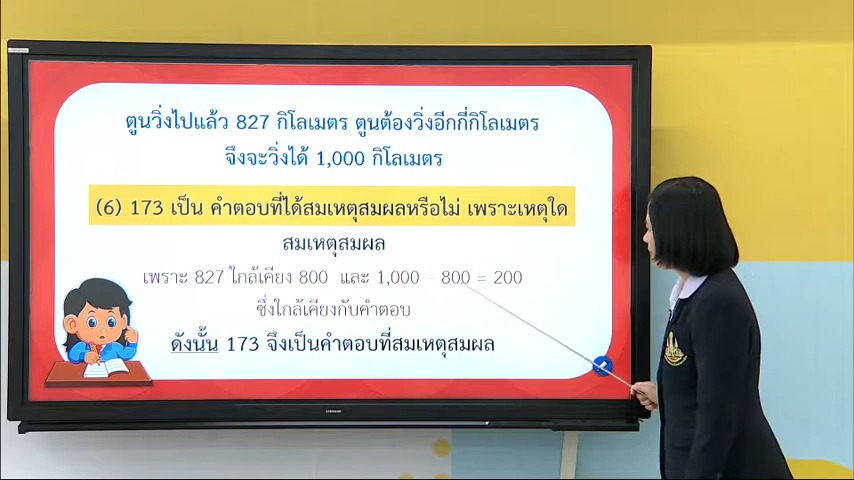 ตูนวิ่งไปแล้ว 827 กิโลเมตร ตูนต้องวิ่งอีกกี่กิโลเมตร
จึงจะวิ่งได้ 1,000 กิโลเมตร
(6) 173 เป็น คำตอบที่ได้สมเหตุสมผลหรือไม่ เพราะเหตุใด
สมเหตุสมผล
เพราะ 827 ใกล้เคียง 800 และ 1,000 – 800 = 200
ซึ่งใกล้เคียงกับคำตอบ
ดังนั้น 173 จึงเป็นคำตอบที่สมเหตุสมผล
SAMSUNG